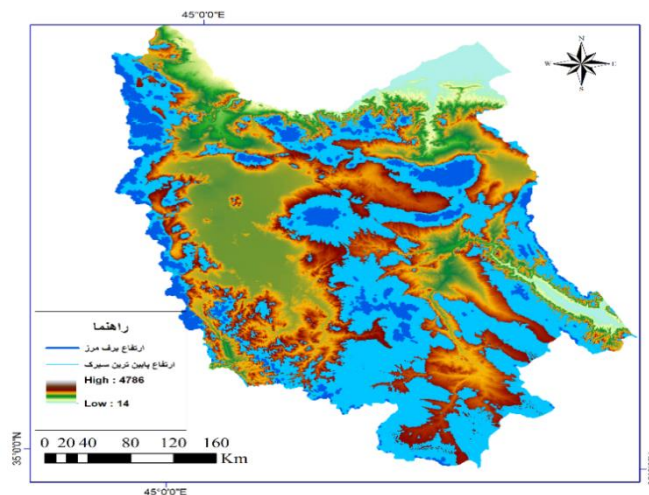 45°0'0"E
N
W E
S
راهنما
ارتفاع برف مرز
ارتفاع پایین ترین سیرک
High : 4786
Low : 14
0 20 40 80 120 160
Km
35°0'0"N
45°0'0"E